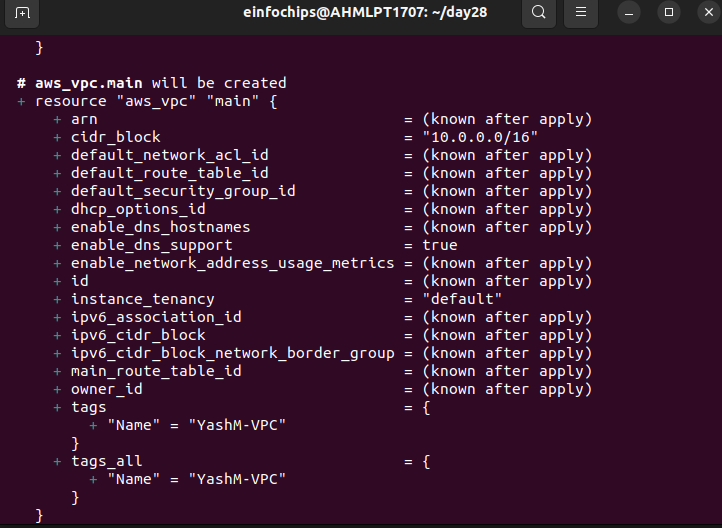 einfochips@AHMLPT1707: ~/day28
}
# aws_vpc.main will be created
+ resource "aws_vpc" "main" {
+ arn = (known after apply)
+ cidr_block = "10.0.0.0/16"
+ default_network_acl_id = (known after apply)
+ default_route_table_id = (known after apply)
+ default_security_group_id = (known after apply)
+ dhcp_options_id = (known after apply)
+ enable_dns_hostnames = (known after apply)
+ enable_dns_support = true
+ enable_network_address_usage_metrics = (known after apply)
+ id = (known after apply)
+ instance_tenancy = "default"
+ ipv6_association_id = (known after apply)
+ ipv6_cidr_block = (known after apply)
+ ipv6_cidr_block_network_border_group = (known after apply)
+ main_route_table_id = (known after apply)
+ owner_id = (known after apply)
+ tags = {
+ "Name" = "YashM-VPC"
}
+ tags_all = {
+ "Name" = "YashM-VPC"
}
}